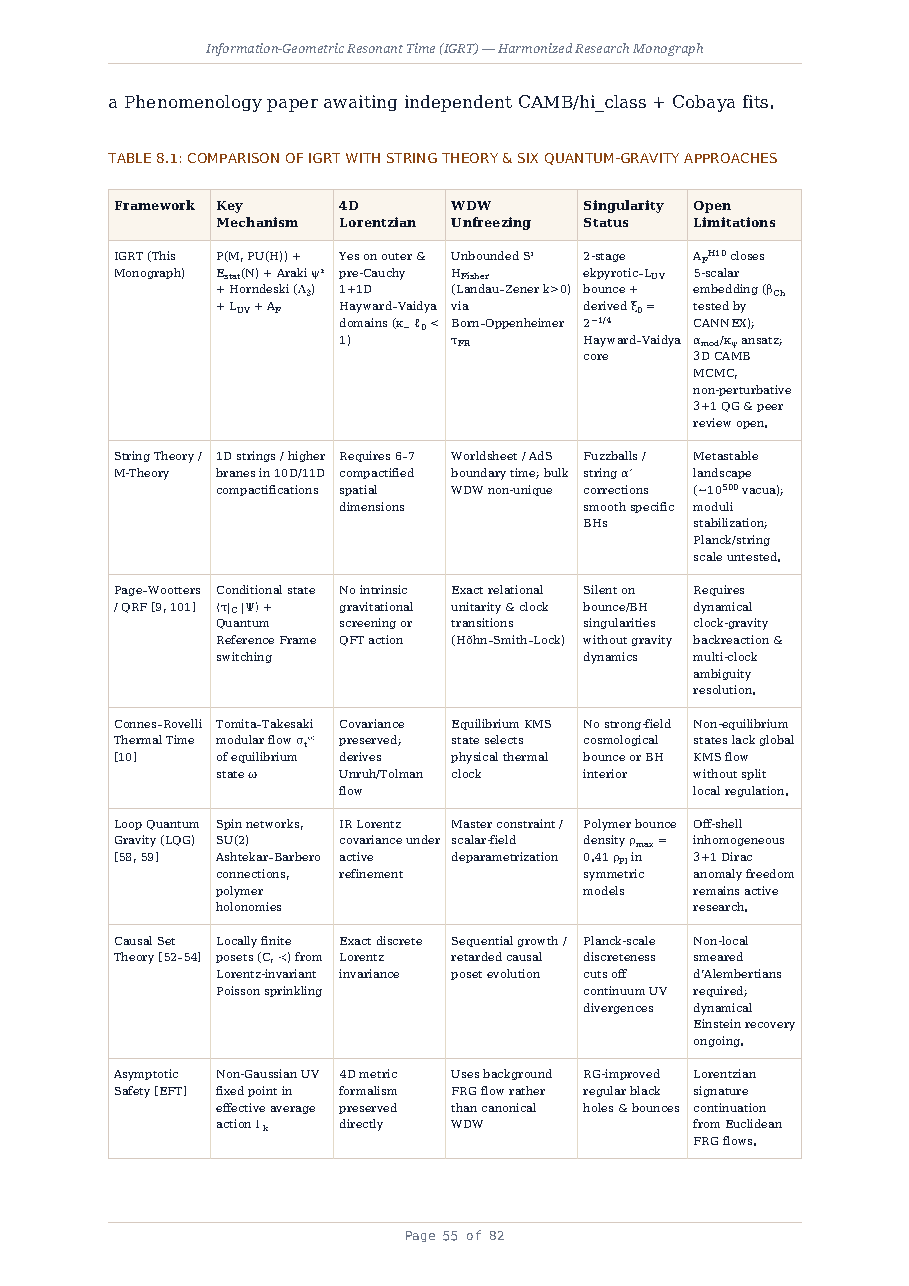 Information-Geometric Resonant Time (IGRT) — Harmonized Research Monograph
a Phenomenology paper awaiting independent CAMB/hi_class + Cobaya fits.
TABLE 8.1: COMPARISON OF IGRT WITH STRING THEORY & SIX QUANTUM-GRAVITY APPROACHES
Framework
Key
Mechanism
4D
Lorentzian
WDW
Unfreezing
Singularity
Status
Open
Limitations
IGRT (This
Monograph)
P(M, PU(H)) +
E_stat(N) + Araki ψ²
+ Horndeski (Λ₃)
+ L_UV + A_F
Yes on outer &
pre-Cauchy
1+1D
Hayward–Vaidya
domains (κ₋ ℓ₀ <
1)
Unbounded S¹
H_Fisher
(Landau–Zener k>0)
via
Born–Oppenheimer
τ_FR
2-stage
ekpyrotic–L_UV
bounce +
derived ξ₀ =
2⁻¹/⁴
Hayward–Vaidya
core
A_F^H1D closes
5-scalar
embedding (β_Ch
tested by
CANNEX);
α_mod/κ_ψ ansatz;
3D CAMB
MCMC,
non-perturbative
3+1 QG & peer
review open.
String Theory /
M-Theory
1D strings / higher
branes in 10D/11D
compactifications
Requires 6–7
compactified
spatial
dimensions
Worldsheet / AdS
boundary time; bulk
WDW non-unique
Fuzzballs /
string α′
corrections
smooth specific
BHs
Metastable
landscape
(~10⁵⁰⁰ vacua);
moduli
stabilization;
Planck/string
scale untested.
Page–Wootters
/ QRF [9, 101]
Conditional state
⟨τ|_C |Ψ⟩ +
Quantum
Reference Frame
switching
No intrinsic
gravitational
screening or
QFT action
Exact relational
unitarity & clock
transitions
(Höhn–Smith–Lock)
Silent on
bounce/BH
singularities
without gravity
dynamics
Requires
dynamical
clock-gravity
backreaction &
multi-clock
ambiguity
resolution.
Connes–Rovelli
Thermal Time
[10]
Tomita–Takesaki
modular flow σ_t^ω
of equilibrium
state ω
Covariance
preserved;
derives
Unruh/Tolman
flow
Equilibrium KMS
state selects
physical thermal
clock
No strong-field
cosmological
bounce or BH
interior
Non-equilibrium
states lack global
KMS flow
without split
local regulation.
Loop Quantum
Gravity (LQG)
[58, 59]
Spin networks,
SU(2)
Ashtekar–Barbero
connections,
polymer
holonomies
IR Lorentz
covariance under
active
refinement
Master constraint /
scalar-field
deparametrization
Polymer bounce
density ρ_max =
0.41 ρ_Pl in
symmetric
models
Off-shell
inhomogeneous
3+1 Dirac
anomaly freedom
remains active
research.
Causal Set
Theory [52–54]
Locally finite
posets (C, ≺) from
Lorentz-invariant
Poisson sprinkling
Exact discrete
Lorentz
invariance
Sequential growth /
retarded causal
poset evolution
Planck-scale
discreteness
cuts off
continuum UV
divergences
Non-local
smeared
d'Alembertians
required;
dynamical
Einstein recovery
ongoing.
Asymptotic
Safety [EFT]
Non-Gaussian UV
fixed point in
effective average
action Γ_k
4D metric
formalism
preserved
directly
Uses background
FRG flow rather
than canonical
WDW
RG-improved
regular black
holes & bounces
Lorentzian
signature
continuation
from Euclidean
FRG flows.
Page 55 of 82